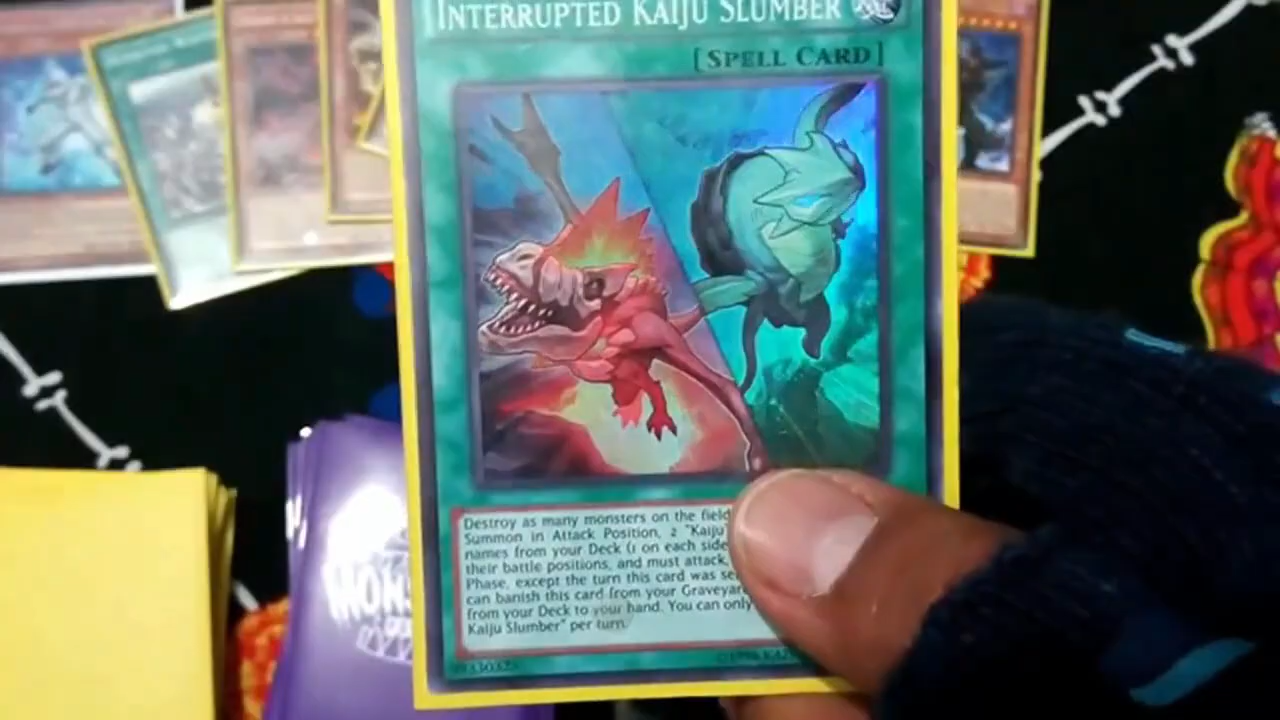 INTERRUPTED KAIJU SLUMBER
[SPELL CARD]
Destroy as many monsters on the field
Summon in Attack Position, 2 "Kaiju
names from your Deck (1 on each side
their battle positions, and must attack,
Phase, except the turn this card was
can banish this card from your Graveyard
from your Deck to your hand. You can only
Kaiju Slumber" per turn.